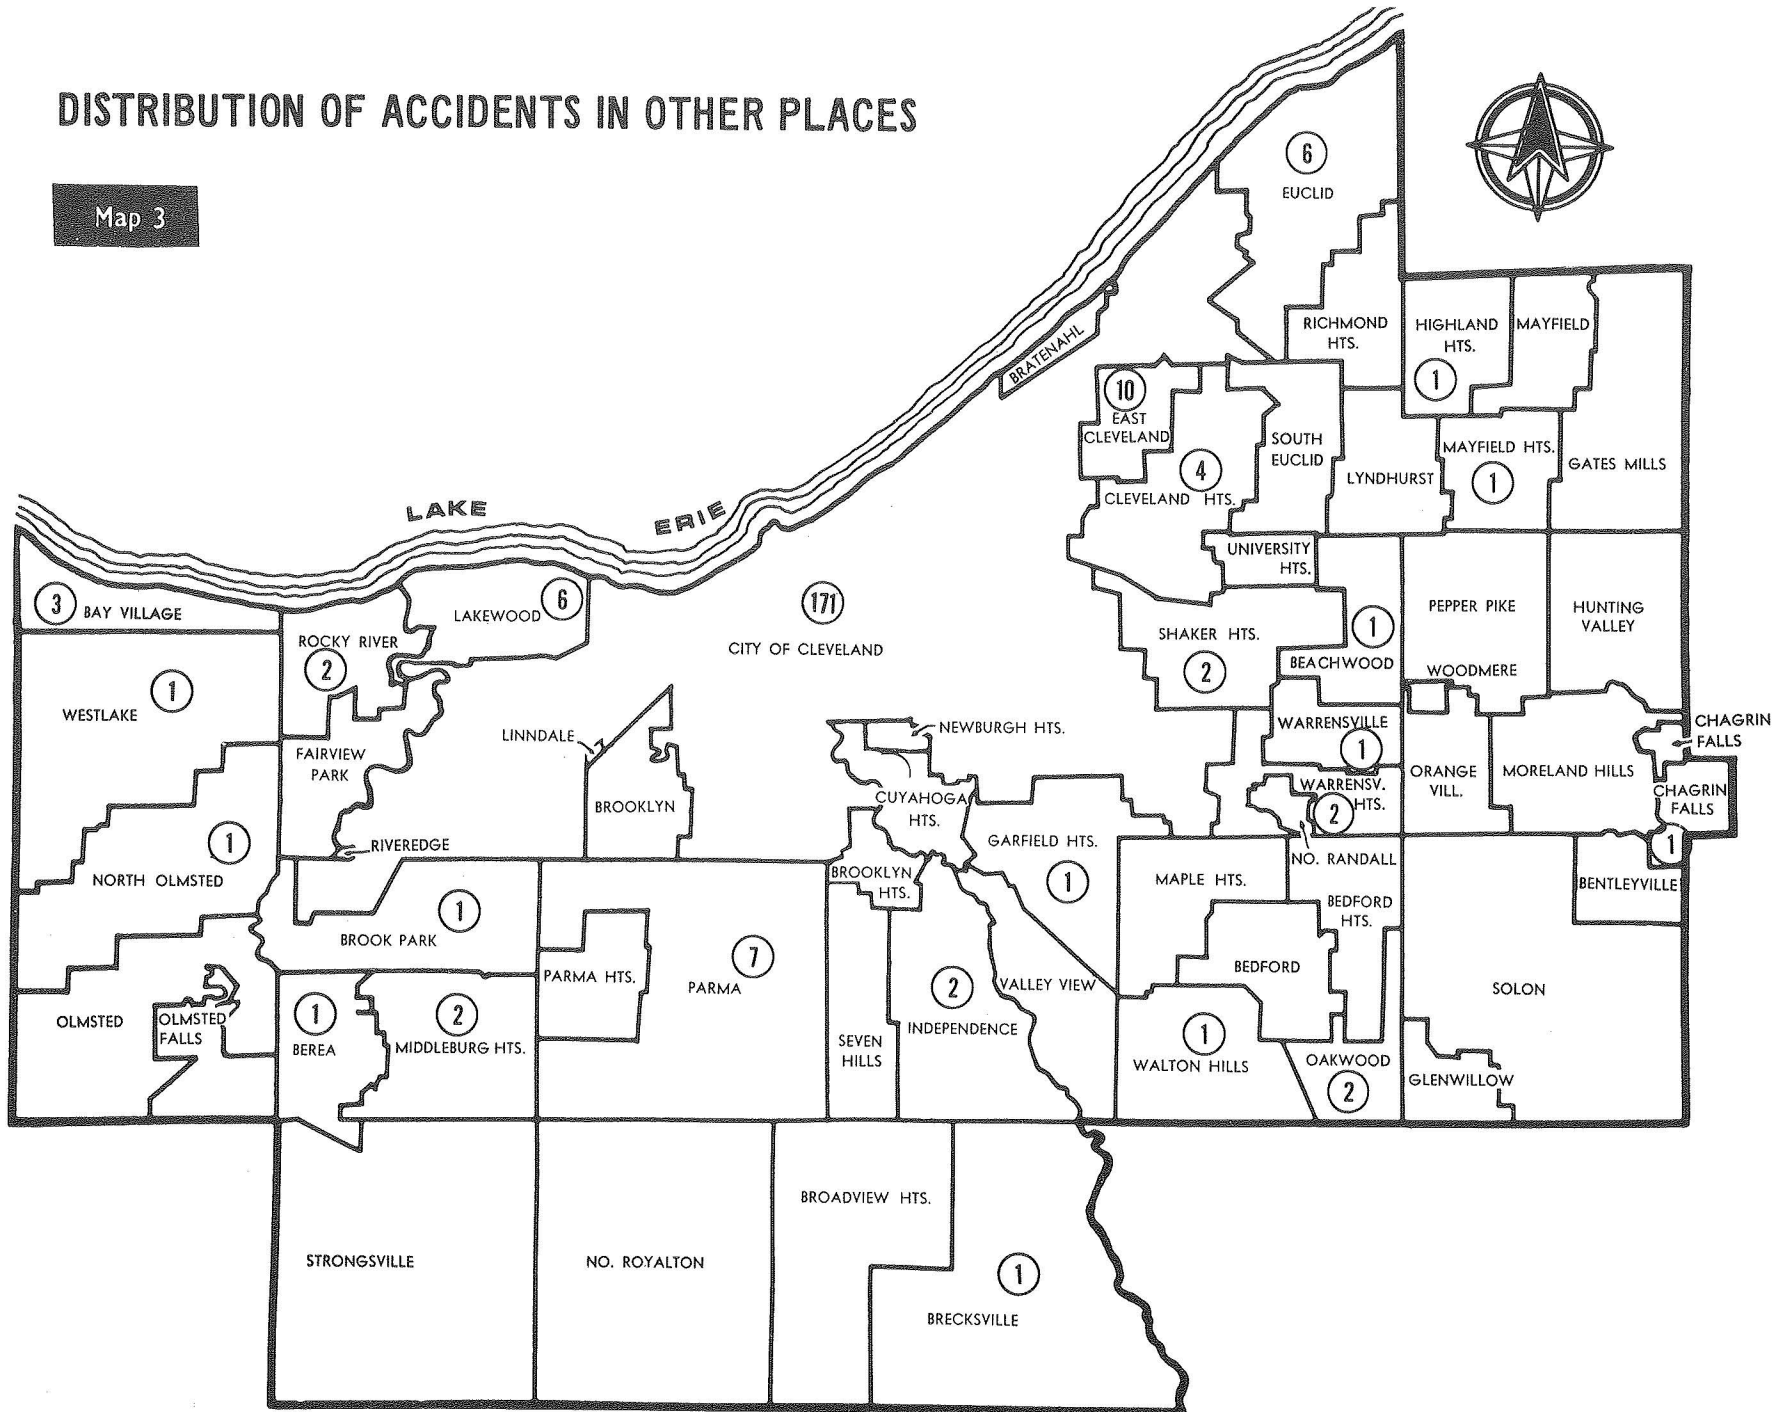 DISTRIBUTION OF ACCIDENTS IN OTHER PLACES
Map 3
6
EUCLID
RICHMOND
HTS.
HIGHLAND
HTS.
1
MAYFIELD
BRATENAHL
10
EAST
CLEVELAND
4
CLEVELAND HTS.
SOUTH
EUCLID
LYNDHURST
MAYFIELD HTS.
1
GATES MILLS
LAKE ERIE
UNIVERSITY
HTS.
3
BAY VILLAGE
LAKEWOOD
6
171
CITY OF CLEVELAND
ROCKY RIVER
2
SHAKER HTS.
2
1
BEACHWOOD
PEPPER PIKE
HUNTING
VALLEY
WOODMERE
1
WESTLAKE
LINNDALE
NEWBURGH HTS.
WARRENSVILLE
1
CHAGRIN
FALLS
FAIRVIEW
PARK
BROOKLYN
CUYAHOGA
HTS.
WARRENSV.
HTS.
2
ORANGE
VILL.
MORELAND HILLS
CHAGRIN
FALLS
1
RIVEREDGE
1
NORTH OLMSTED
GARFIELD HTS.
1
NO. RANDALL
BROOKLYN
HTS.
MAPLE HTS.
BEDFORD
HTS.
BENTLEYVILLE
1
BROOK PARK
PARMA HTS.
7
PARMA
2
INDEPENDENCE
VALLEY VIEW
BEDFORD
SOLON
OLMSTED
OLMSTED
FALLS
1
BEREA
2
MIDDLEBURG HTS.
SEVEN
HILLS
1
WALTON HILLS
OAKWOOD
2
GLENWILLOW
BROADVIEW HTS.
STRONGSVILLE
NO. ROYALTON
1
BRECKSVILLE